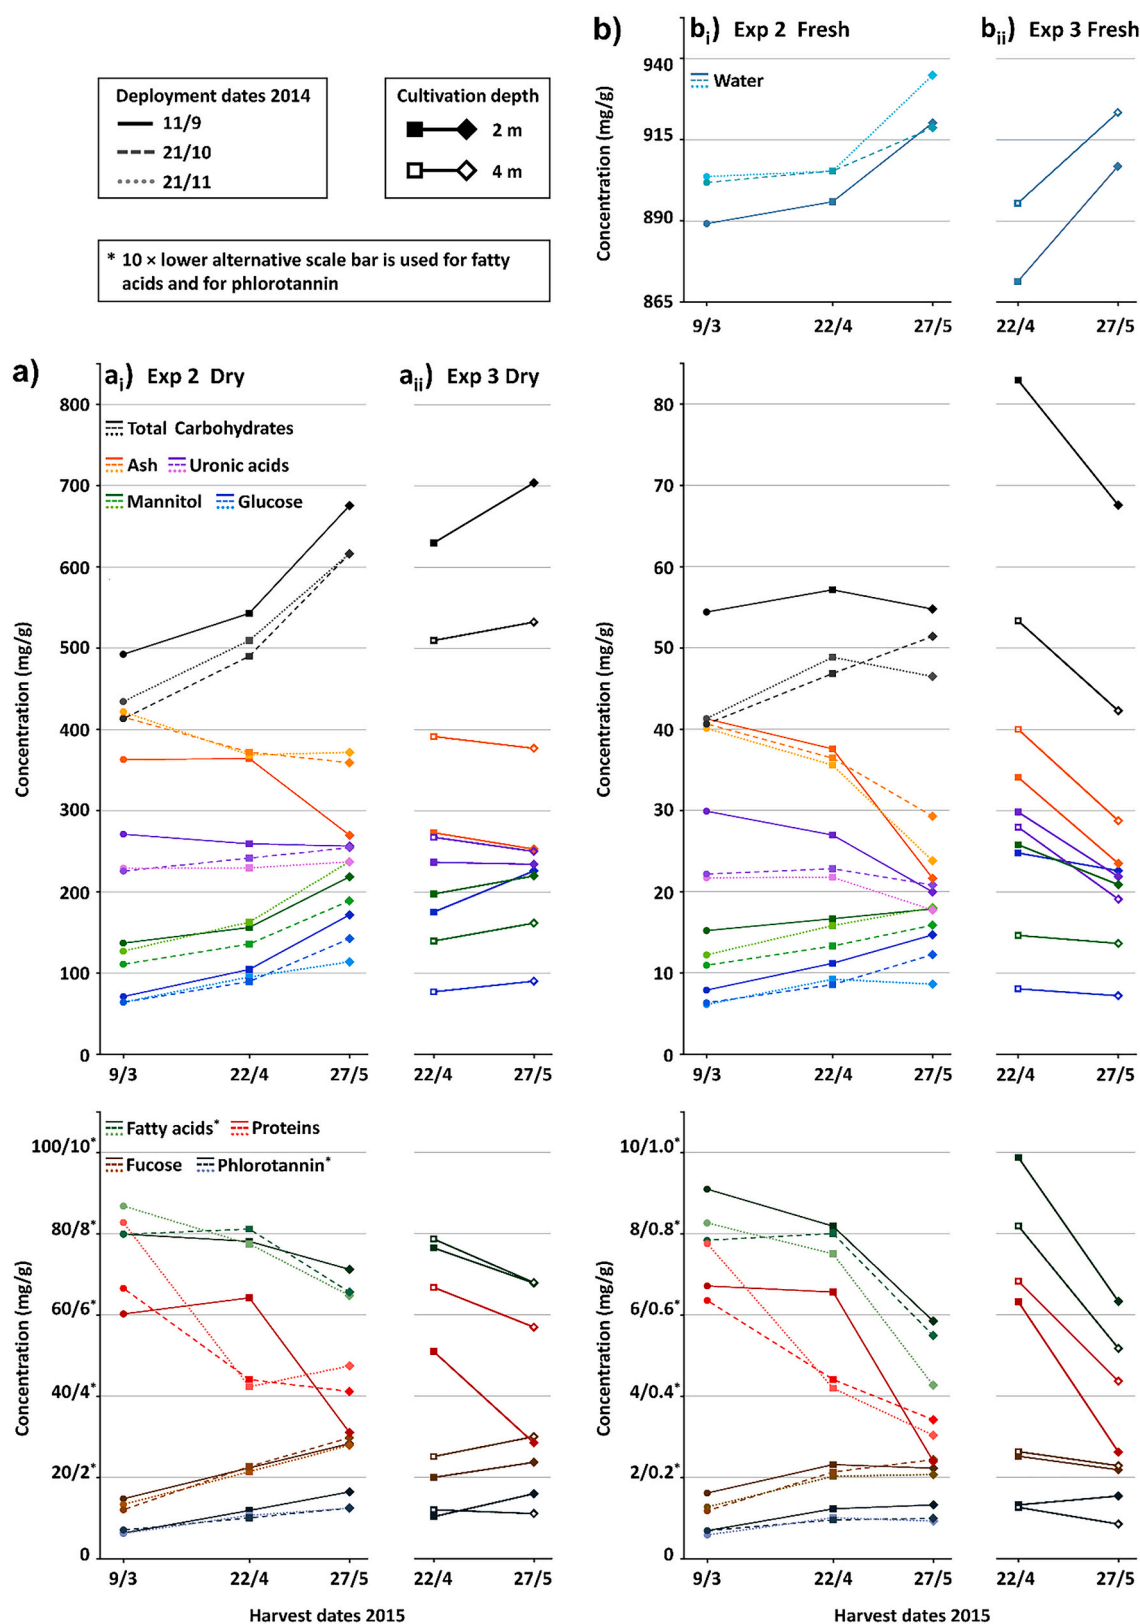 b)
bi) Exp 2 Fresh
bii) Exp 3 Fresh
Deployment dates 2014
11/9
21/10
21/11
Cultivation depth
2 m
4 m
* 10 × lower alternative scale bar is used for fatty
acids and for phlorotannin
Water
Concentration (mg/g)
940
915
890
865
9/3 22/4 27/5 22/4 27/5
a)
ai) Exp 2 Dry
aii) Exp 3 Dry
Total Carbohydrates
Ash Uronic acids
Mannitol Glucose
Concentration (mg/g)
800
700
600
500
400
300
200
100
0
9/3 22/4 27/5 22/4 27/5
Concentration (mg/g)
80
70
60
50
40
30
20
10
0
9/3 22/4 27/5 22/4 27/5
Fatty acids* Proteins
Fucose Phlorotannin*
Concentration (mg/g)
100/10*
80/8*
60/6*
40/4*
20/2*
0
9/3 22/4 27/5 22/4 27/5
Harvest dates 2015
Concentration (mg/g)
10/1.0*
8/0.8*
6/0.6*
4/0.4*
2/0.2*
0
9/3 22/4 27/5 22/4 27/5
Harvest dates 2015